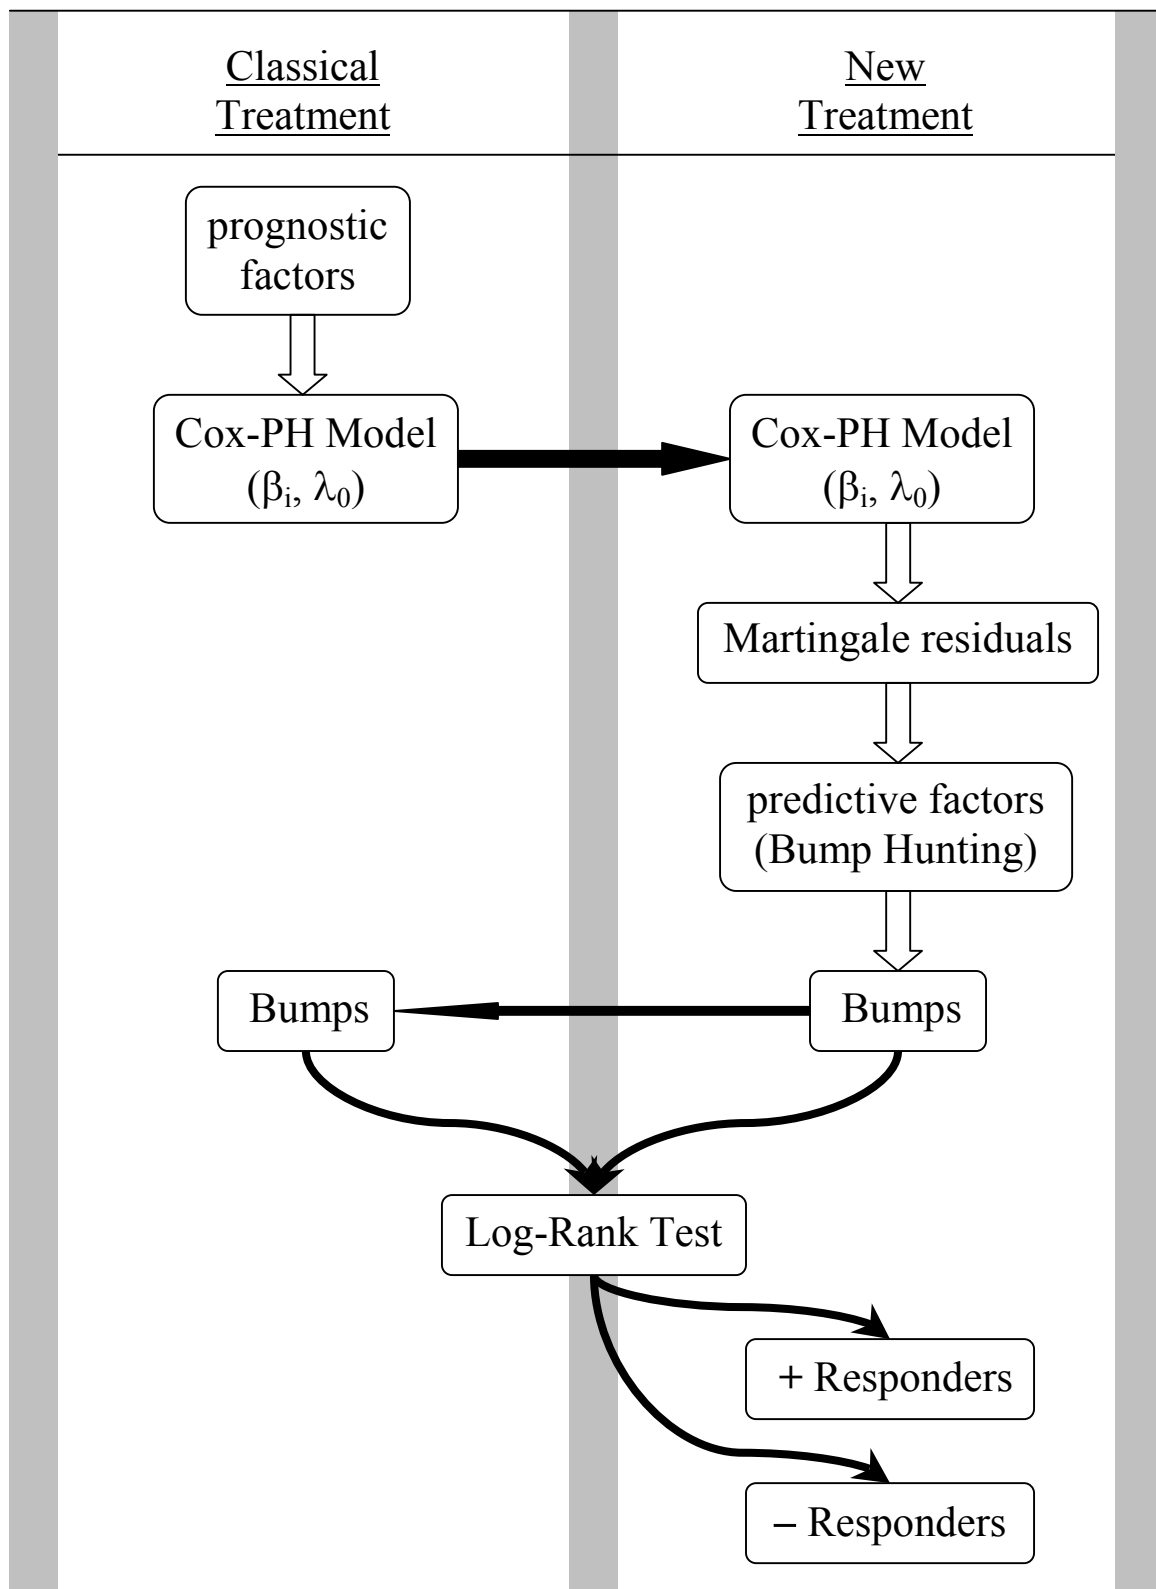 Classical
Treatment
New
Treatment
prognostic
factors
Cox-PH Model
(βi, λ0)
Cox-PH Model
(βi, λ0)
Martingale residuals
predictive factors
(Bump Hunting)
Bumps
Bumps
Log-Rank Test
+ Responders
– Responders